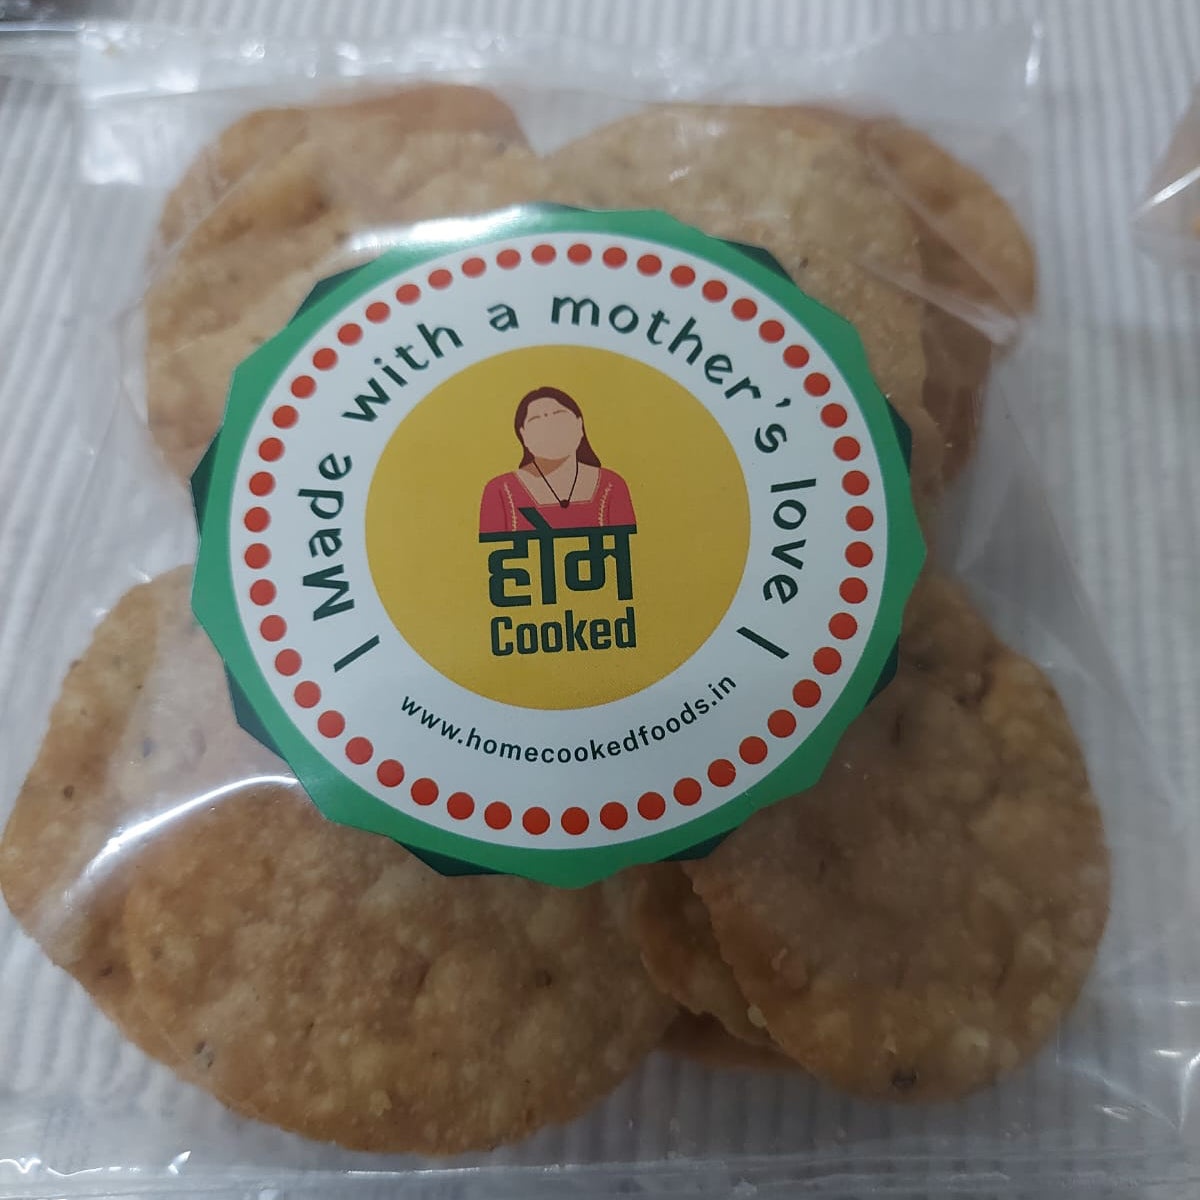 | Made with a mother's love |
होम
Cooked
www.homecookedfoods.in